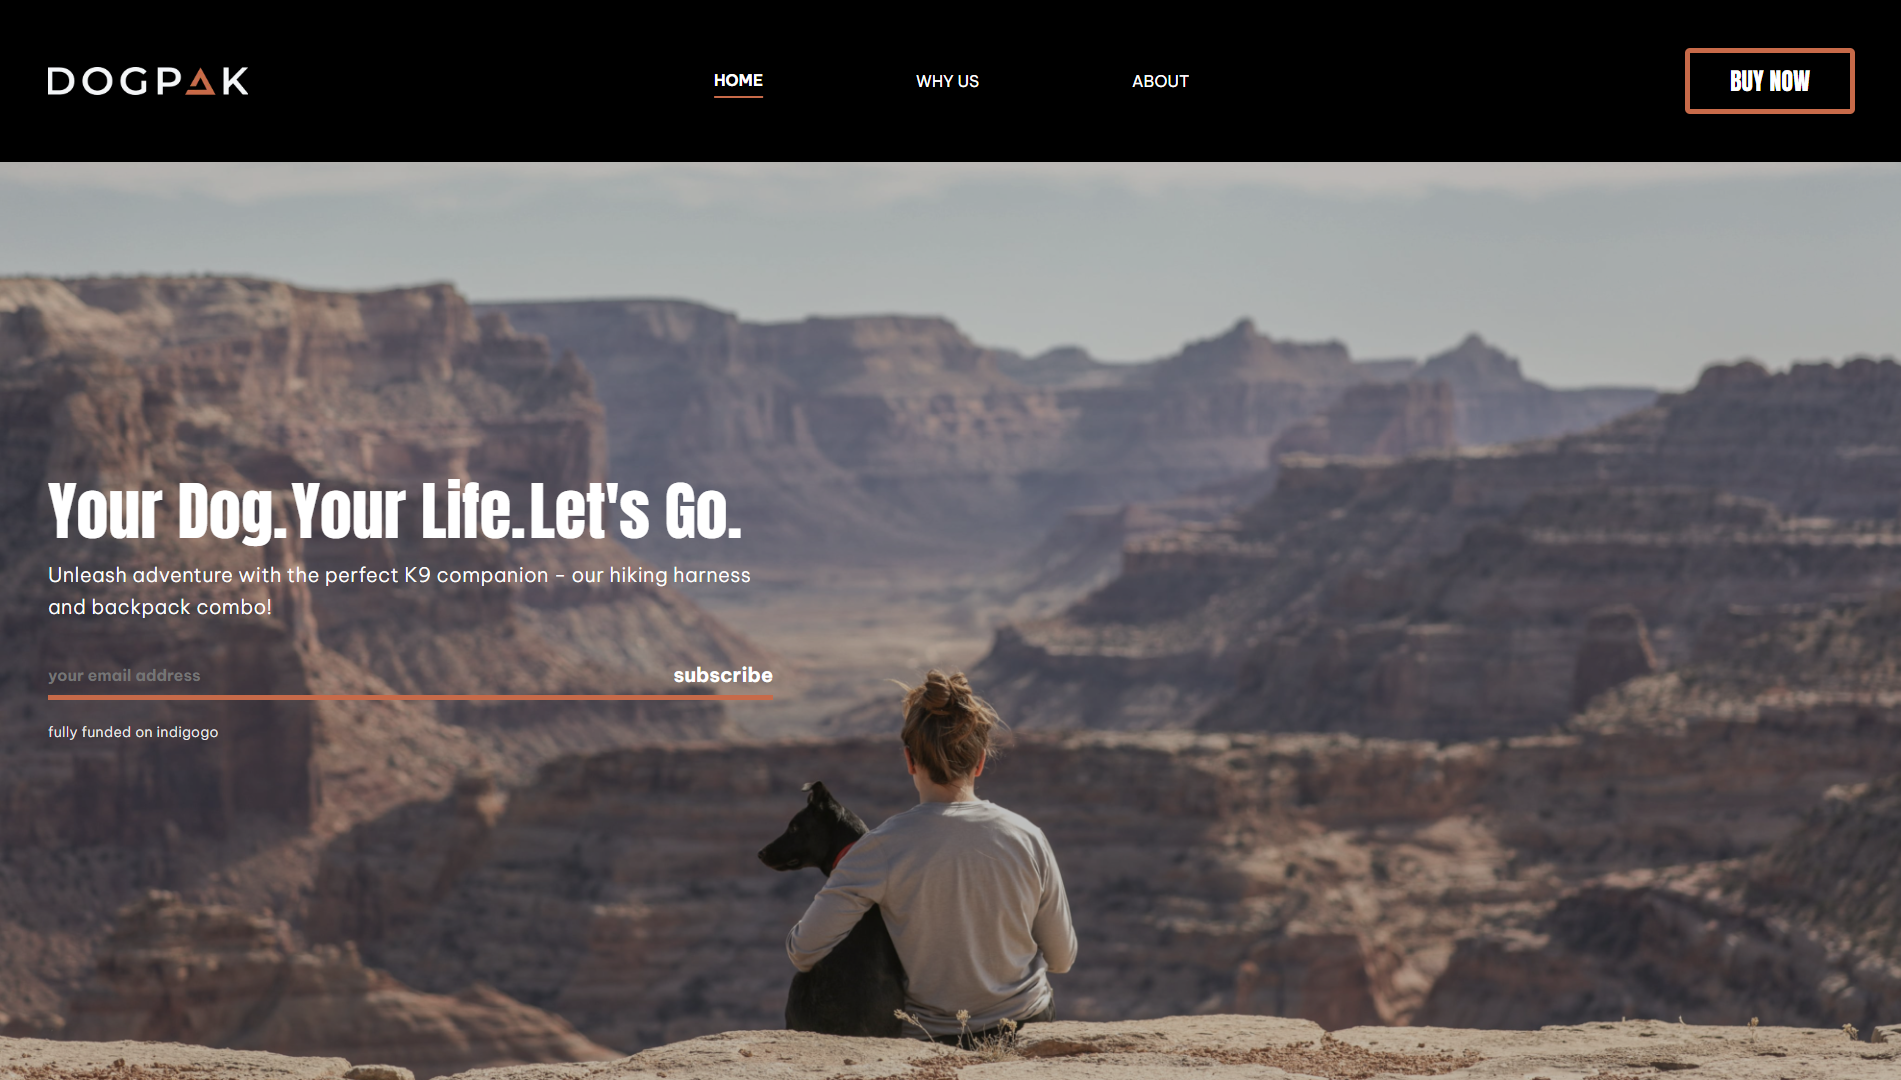 DOGPAK
HOME
WHY US
ABOUT
BUY NOW
Your Dog.Your Life.Let's Go.
Unleash adventure with the perfect K9 companion - our hiking harness
and backpack combo!
your email address
subscribe
fully funded on indigogo